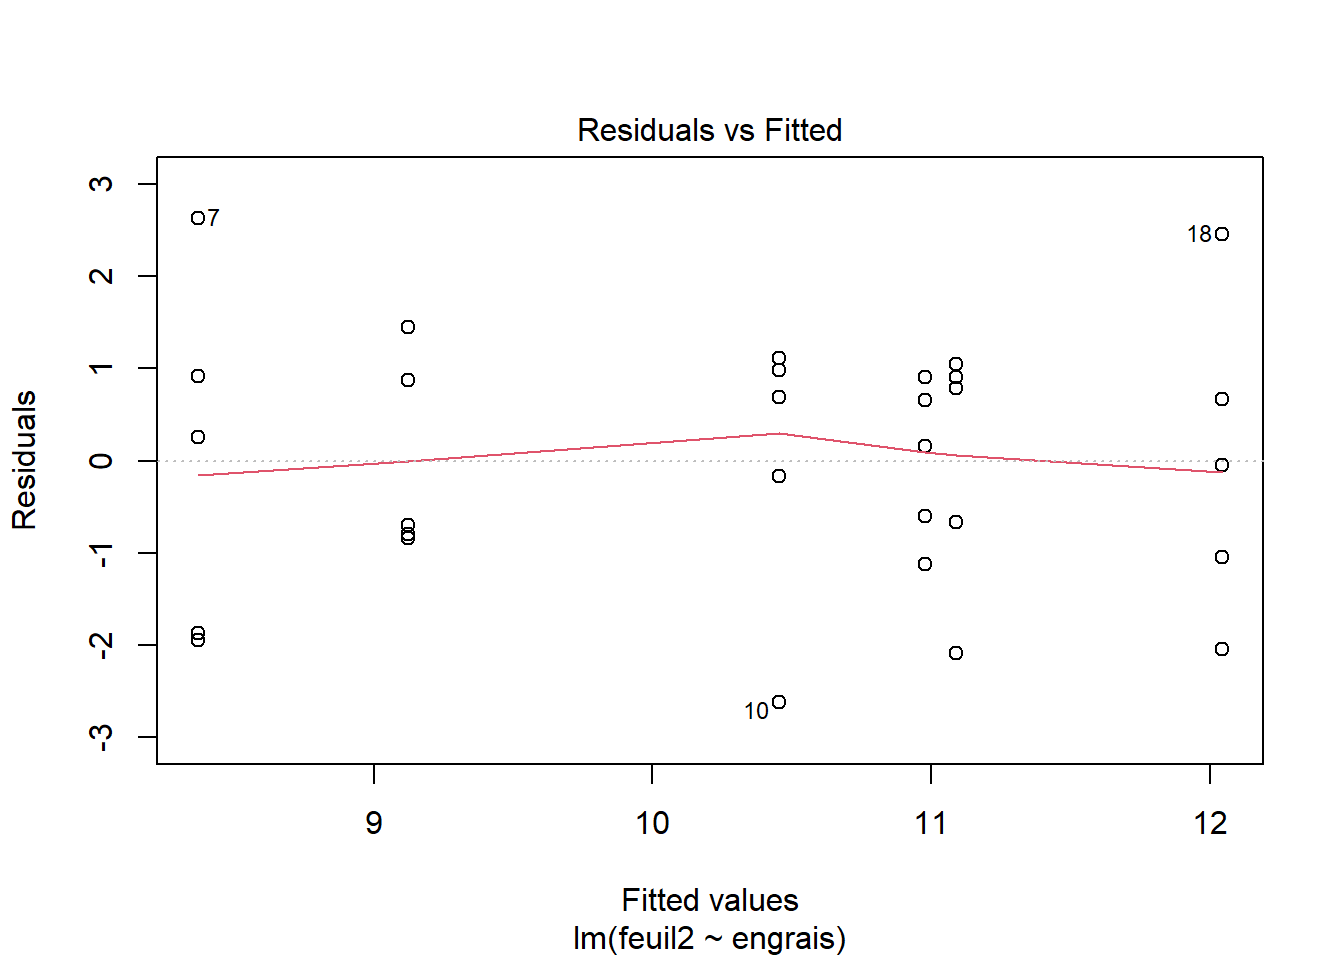 Residuals vs Fitted
3
2
1
0
-1
-2
-3
Residuals
7
18
10
9 10 11 12
Fitted values
lm(feuil2 ~ engrais)